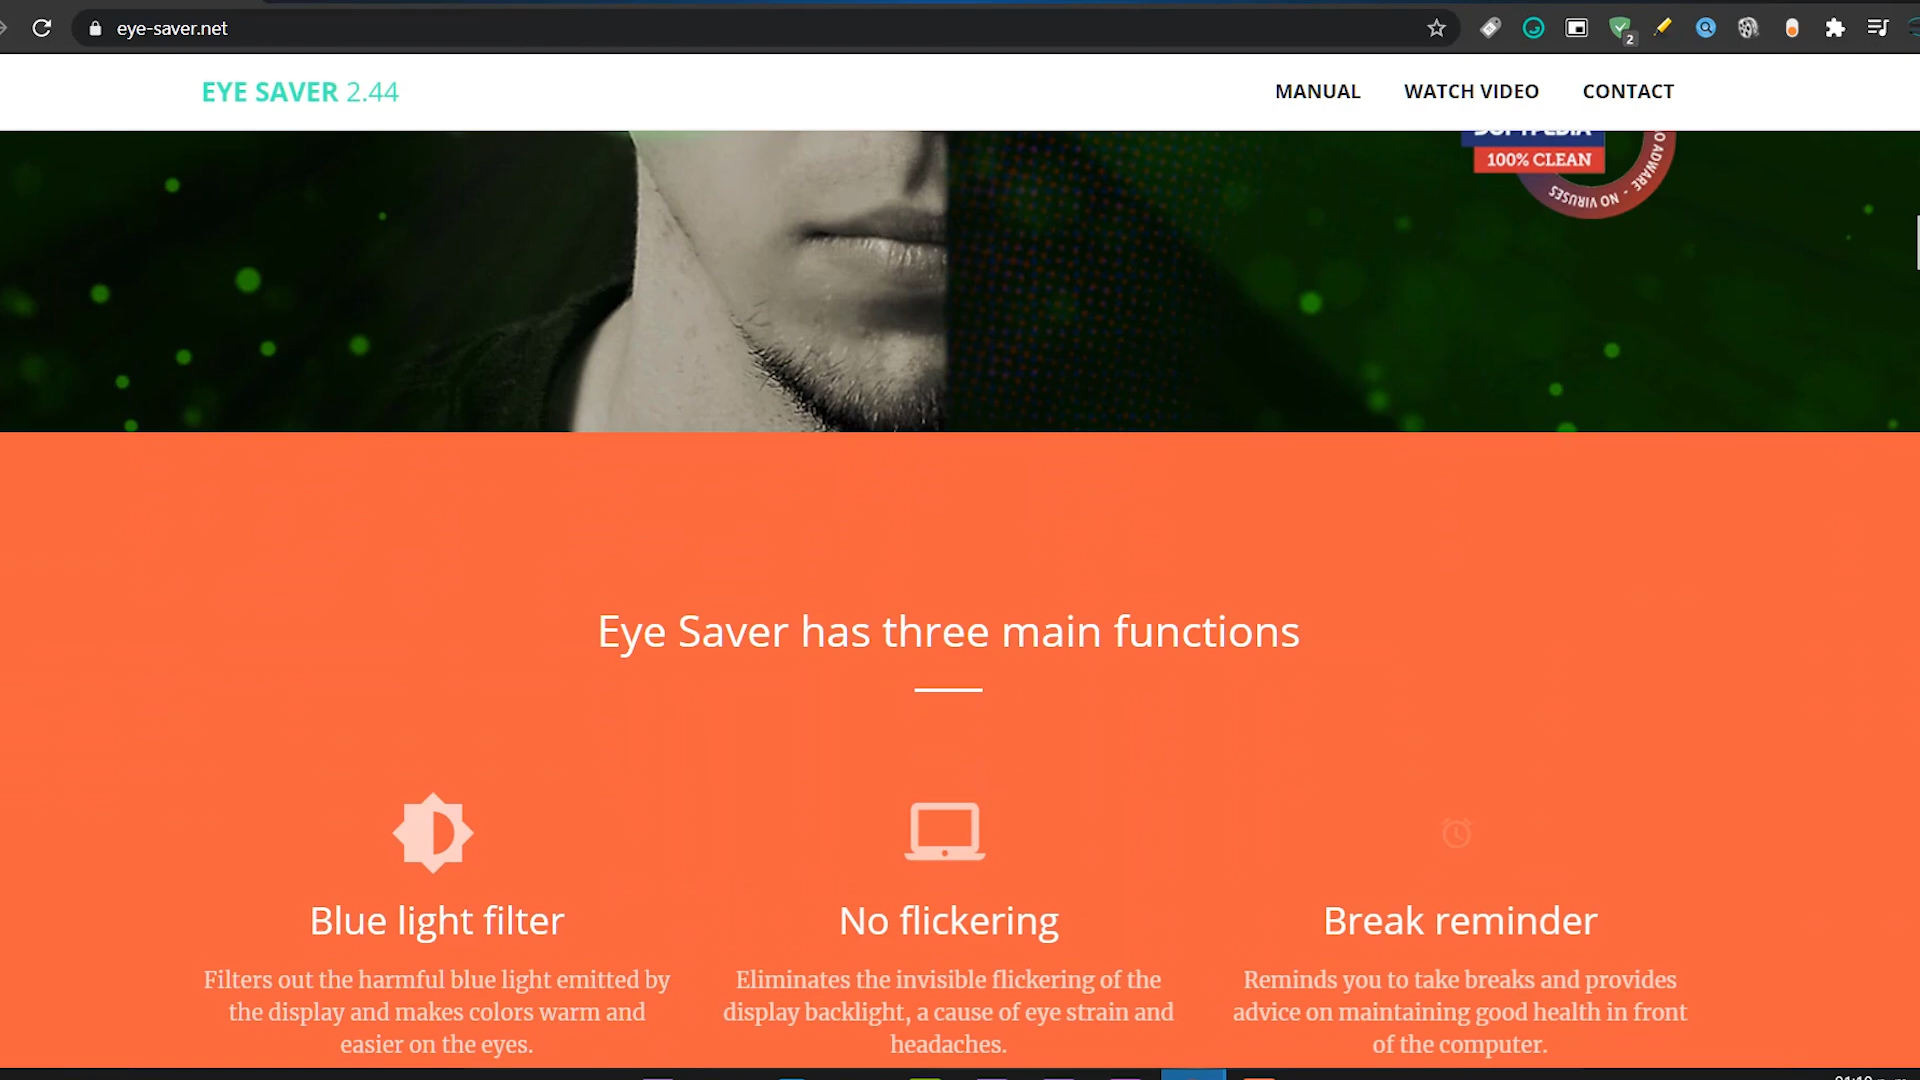 eye-saver.net
2
EYE SAVER 2.44
MANUAL
WATCH VIDEO
CONTACT
100% CLEAN
NO ADWARE - NO VIRUSES
Eye Saver has three main functions
Blue light filter
Filters out the harmful blue light emitted by
the display and makes colors warm and
easier on the eyes.
No flickering
Eliminates the invisible flickering of the
display backlight, a cause of eye strain and
headaches.
Break reminder
Reminds you to take breaks and provides
advice on maintaining good health in front
of the computer.